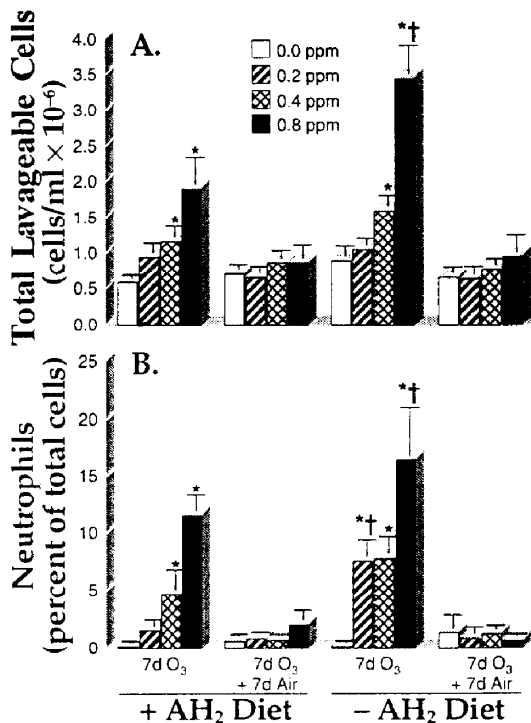 A.
Total Lavageable Cells
(cells/ml × 10⁻⁶)
4.0
3.5
3.0
2.5
2.0
1.5
1.0
0.5
0.0
0.0 ppm
0.2 ppm
0.4 ppm
0.8 ppm
*
*
*
*†
B.
Neutrophils
(percent of total cells)
25
20
15
10
5
0
*
*
*†
*
*†
7d O₃
7d O₃
+ 7d Air
7d O₃
7d O₃
+ 7d Air
+ AH₂ Diet
– AH₂ Diet